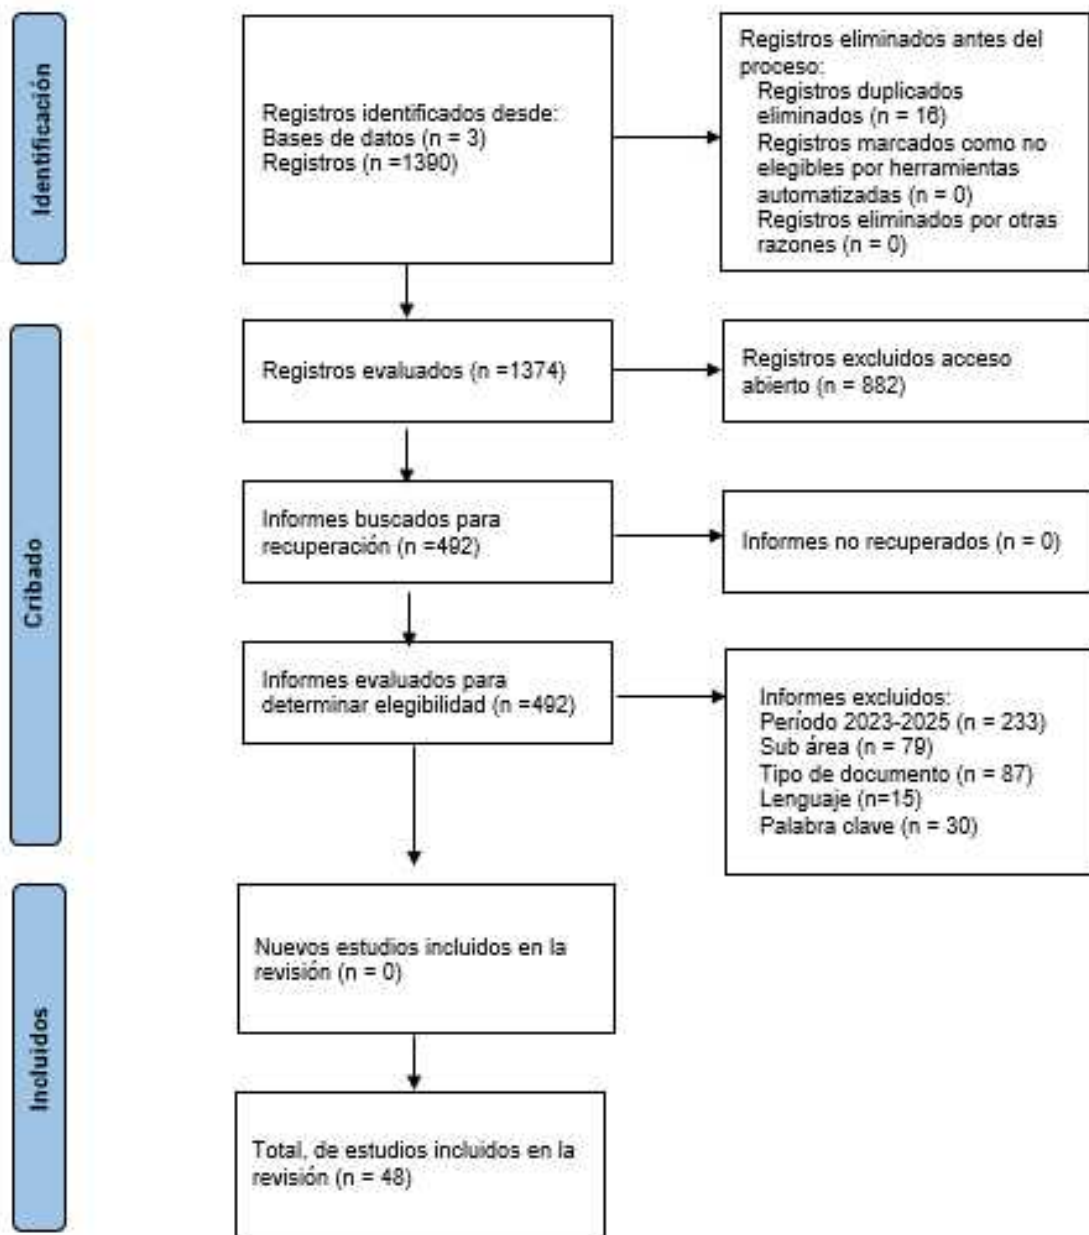 Identificación
Registros identificados desde:
Bases de datos (n = 3)
Registros (n =1390)
Registros eliminados antes del
proceso:
Registros duplicados
eliminados (n = 16)
Registros marcados como no
elegibles por herramientas
automatizadas (n = 0)
Registros eliminados por otras
razones (n = 0)
Cribado
Registros evaluados (n =1374)
Registros excluidos acceso
abierto (n = 882)
Informes buscados para
recuperación (n =492)
Informes no recuperados (n = 0)
Informes evaluados para
determinar elegibilidad (n =492)
Informes excluidos:
Período 2023-2025 (n = 233)
Sub área (n = 79)
Tipo de documento (n = 87)
Lenguaje (n=15)
Palabra clave (n = 30)
Incluidos
Nuevos estudios incluidos en la
revisión (n = 0)
Total, de estudios incluidos en la
revisión (n = 48)